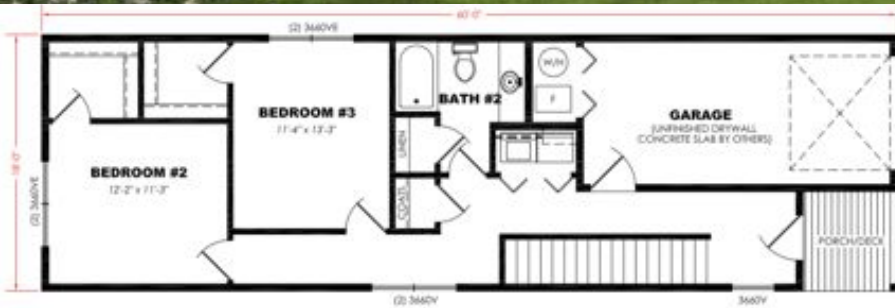 60'-0"
(2) 3660VE
18'-0"
(2) 3660VE
BEDROOM #3
11'-4" x 13'-3"
BATH #2
W/H
F
GARAGE
(UNFINISHED DRYWALL
CONCRETE SLAB BY OTHERS)
LINEN
COATS
BEDROOM #2
12'-2" x 11'-3"
PORCH/DECK
(2) 3660V
3660V